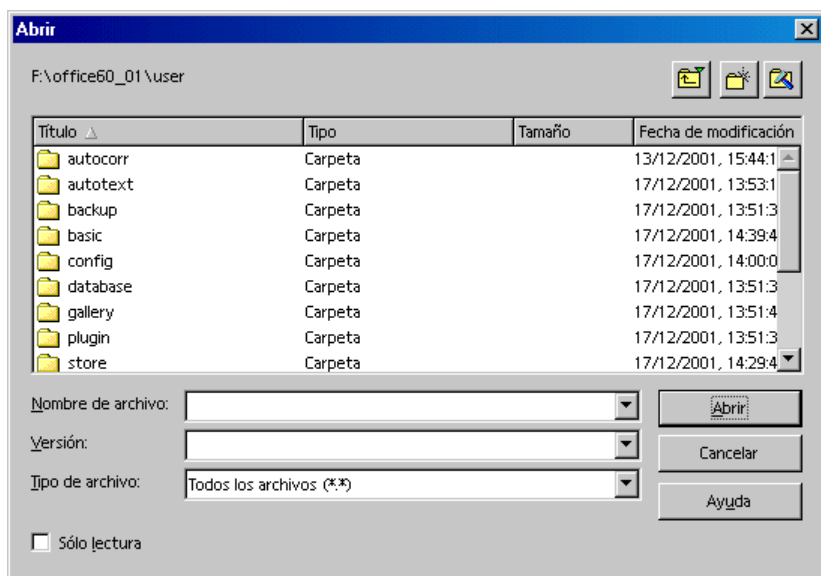 Abrir
F:\office60_01\user
Título Tipo Tamaño Fecha de modificación
autocorr Carpeta 13/12/2001, 15:44:1
autotext Carpeta 17/12/2001, 13:53:1
backup Carpeta 17/12/2001, 13:51:3
basic Carpeta 17/12/2001, 14:39:4
config Carpeta 17/12/2001, 14:00:0
database Carpeta 17/12/2001, 13:51:3
gallery Carpeta 17/12/2001, 13:51:4
plugin Carpeta 17/12/2001, 13:51:3
store Carpeta 17/12/2001, 14:29:4
Nombre de archivo: Abrir
Versión: Cancelar
Tipo de archivo: Todos los archivos (*.*) Ayuda
Sólo lectura